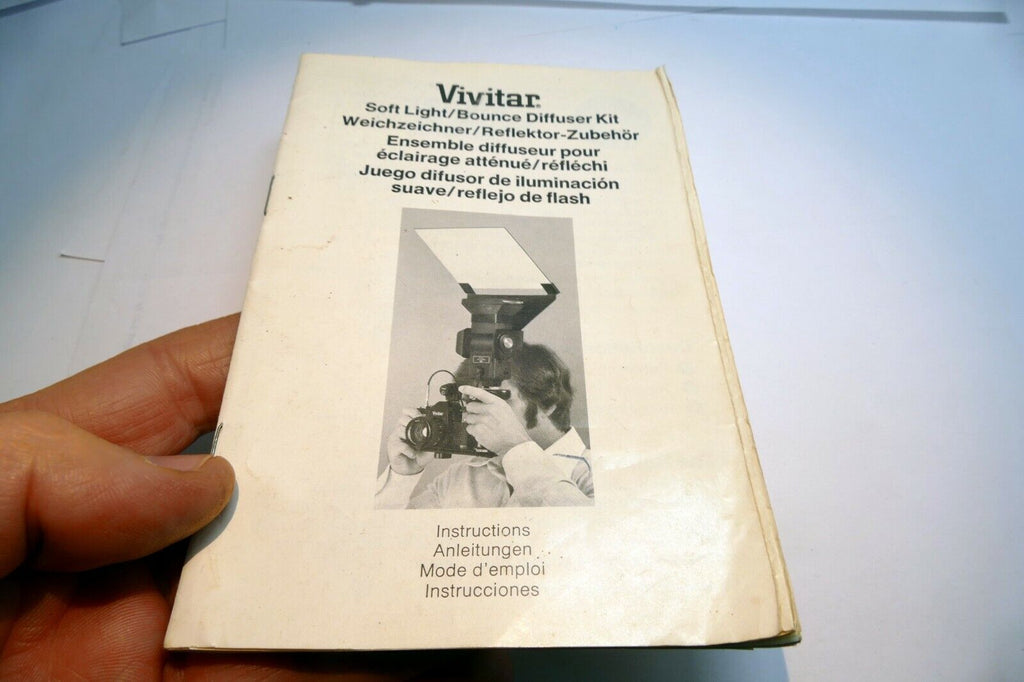 Vivitar
Soft Light/Bounce Diffuser Kit
Weichzeichner/Reflektor-Zubehör
Ensemble diffuseur pour
éclairage atténué/réfléchi
Juego difusor de iluminación
suave/reflejo de flash
Instructions
Anleitungen
Mode d'emploi
Instrucciones